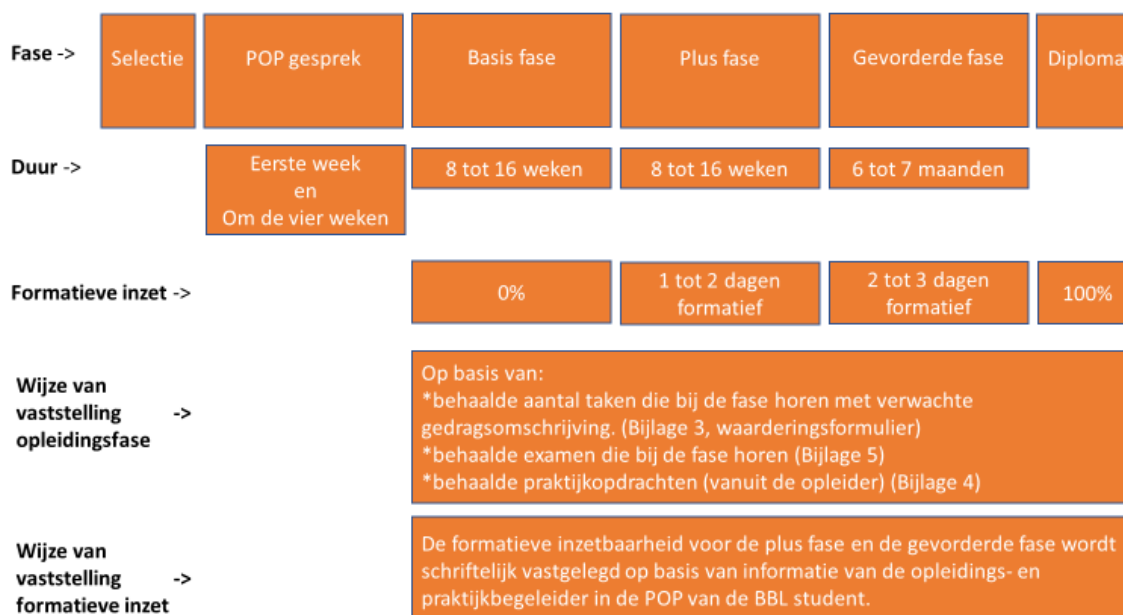 Fase -> Selectie POP gesprek Basis fase Plus fase Gevorderde fase Diploma
Duur -> Eerste week
en
Om de vier weken
8 tot 16 weken 8 tot 16 weken 6 tot 7 maanden
Formatieve inzet -> 0% 1 tot 2 dagen
formatief
2 tot 3 dagen
formatief
100%
Wijze van
vaststelling ->
opleidingsfase
Op basis van:
*behaalde aantal taken die bij de fase horen met verwachte
gedragsomschrijving. (Bijlage 3, waarderingsformulier)
*behaalde examen die bij de fase horen (Bijlage 5)
*behaalde praktijkopdrachten (vanuit de opleider) (Bijlage 4)
Wijze van
vaststelling ->
formatieve inzet
De formatieve inzetbaarheid voor de plus fase en de gevorderde fase wordt
schriftelijk vastgelegd op basis van informatie van de opleidings- en
praktijkbegeleider in de POP van de BBL student.